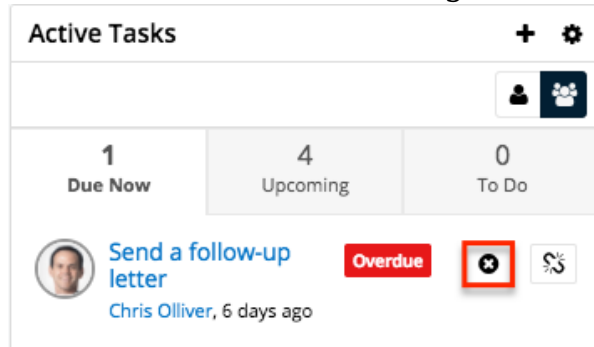 Active Tasks
1 4 0
Due Now Upcoming To Do
Send a follow-up Overdue
letter
Chris Olliver, 6 days ago